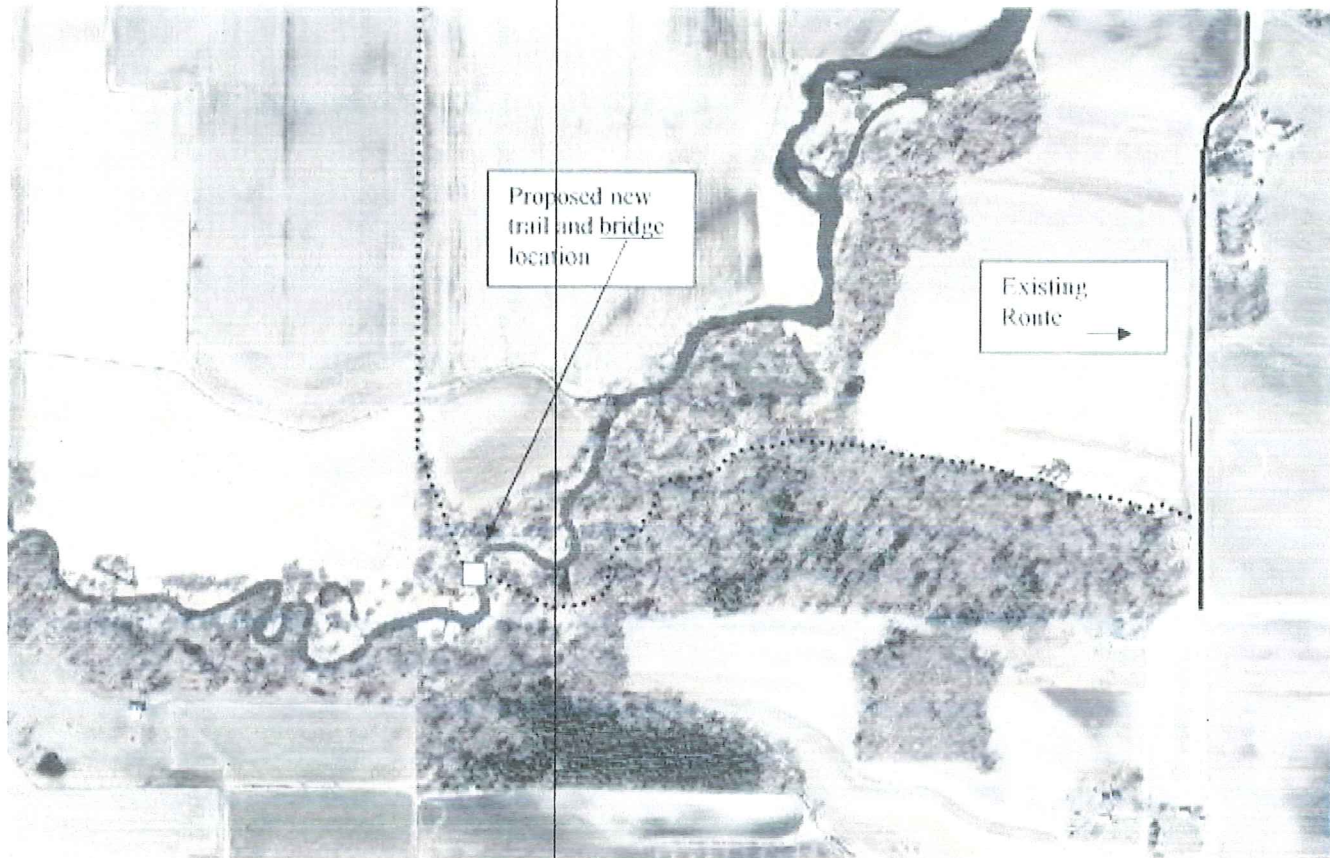 Proposed new
trail and bridge
location
Existing
Route